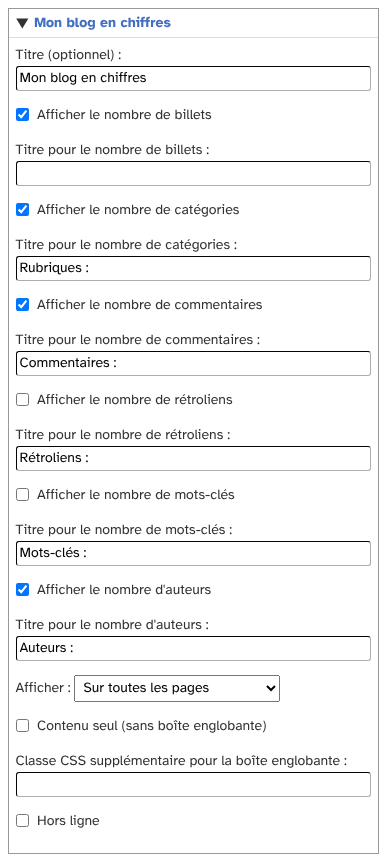 Mon blog en chiffres
Titre (optionnel) :
Mon blog en chiffres
Afficher le nombre de billets
Titre pour le nombre de billets :
Afficher le nombre de catégories
Titre pour le nombre de catégories :
Rubriques :
Afficher le nombre de commentaires
Titre pour le nombre de commentaires :
Commentaires :
Afficher le nombre de rétroliens
Titre pour le nombre de rétroliens :
Rétroliens :
Afficher le nombre de mots-clés
Titre pour le nombre de mots-clés :
Mots-clés :
Afficher le nombre d'auteurs
Titre pour le nombre d'auteurs :
Auteurs :
Afficher : Sur toutes les pages
Contenu seul (sans boîte englobante)
Classe CSS supplémentaire pour la boîte englobante :
Hors ligne